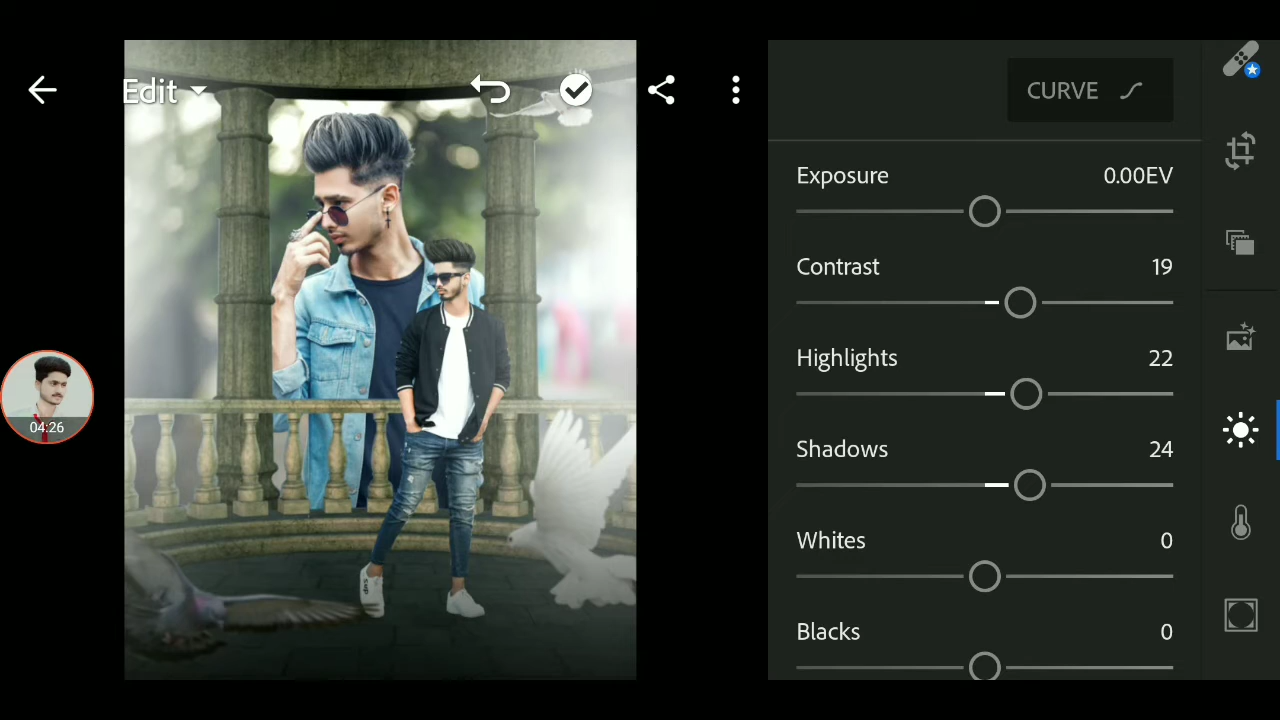 Edit
CURVE
Exposure 0.00EV
Contrast 19
Highlights 22
Shadows 24
Whites 0
Blacks 0
04:26